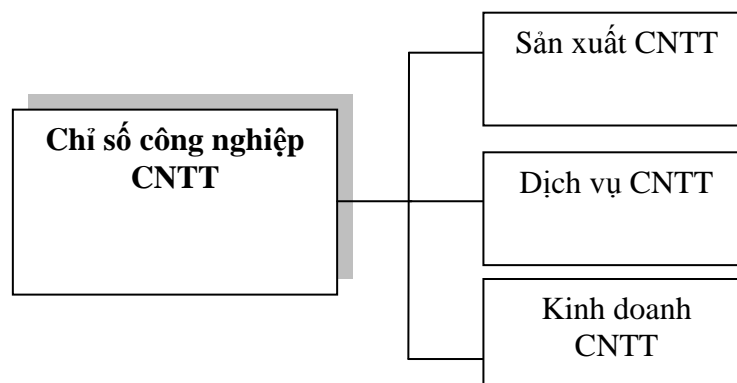 Sản xuất CNTT
Chỉ số công nghiệp
CNTT
Dịch vụ CNTT
Kinh doanh
CNTT